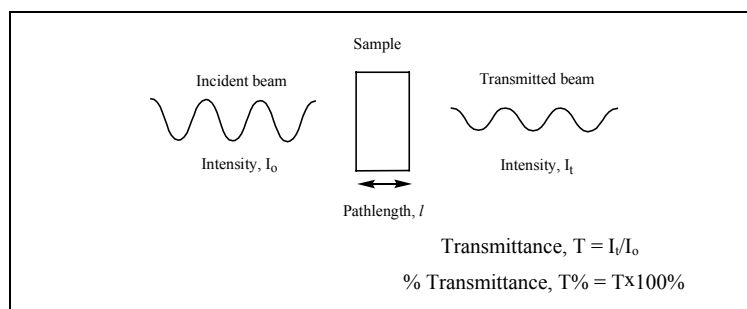 Sample
Incident beam
Transmitted beam
Intensity, Io
Intensity, It
Pathlength, l
Transmittance, T = It/Io
% Transmittance, T% = Tx100%